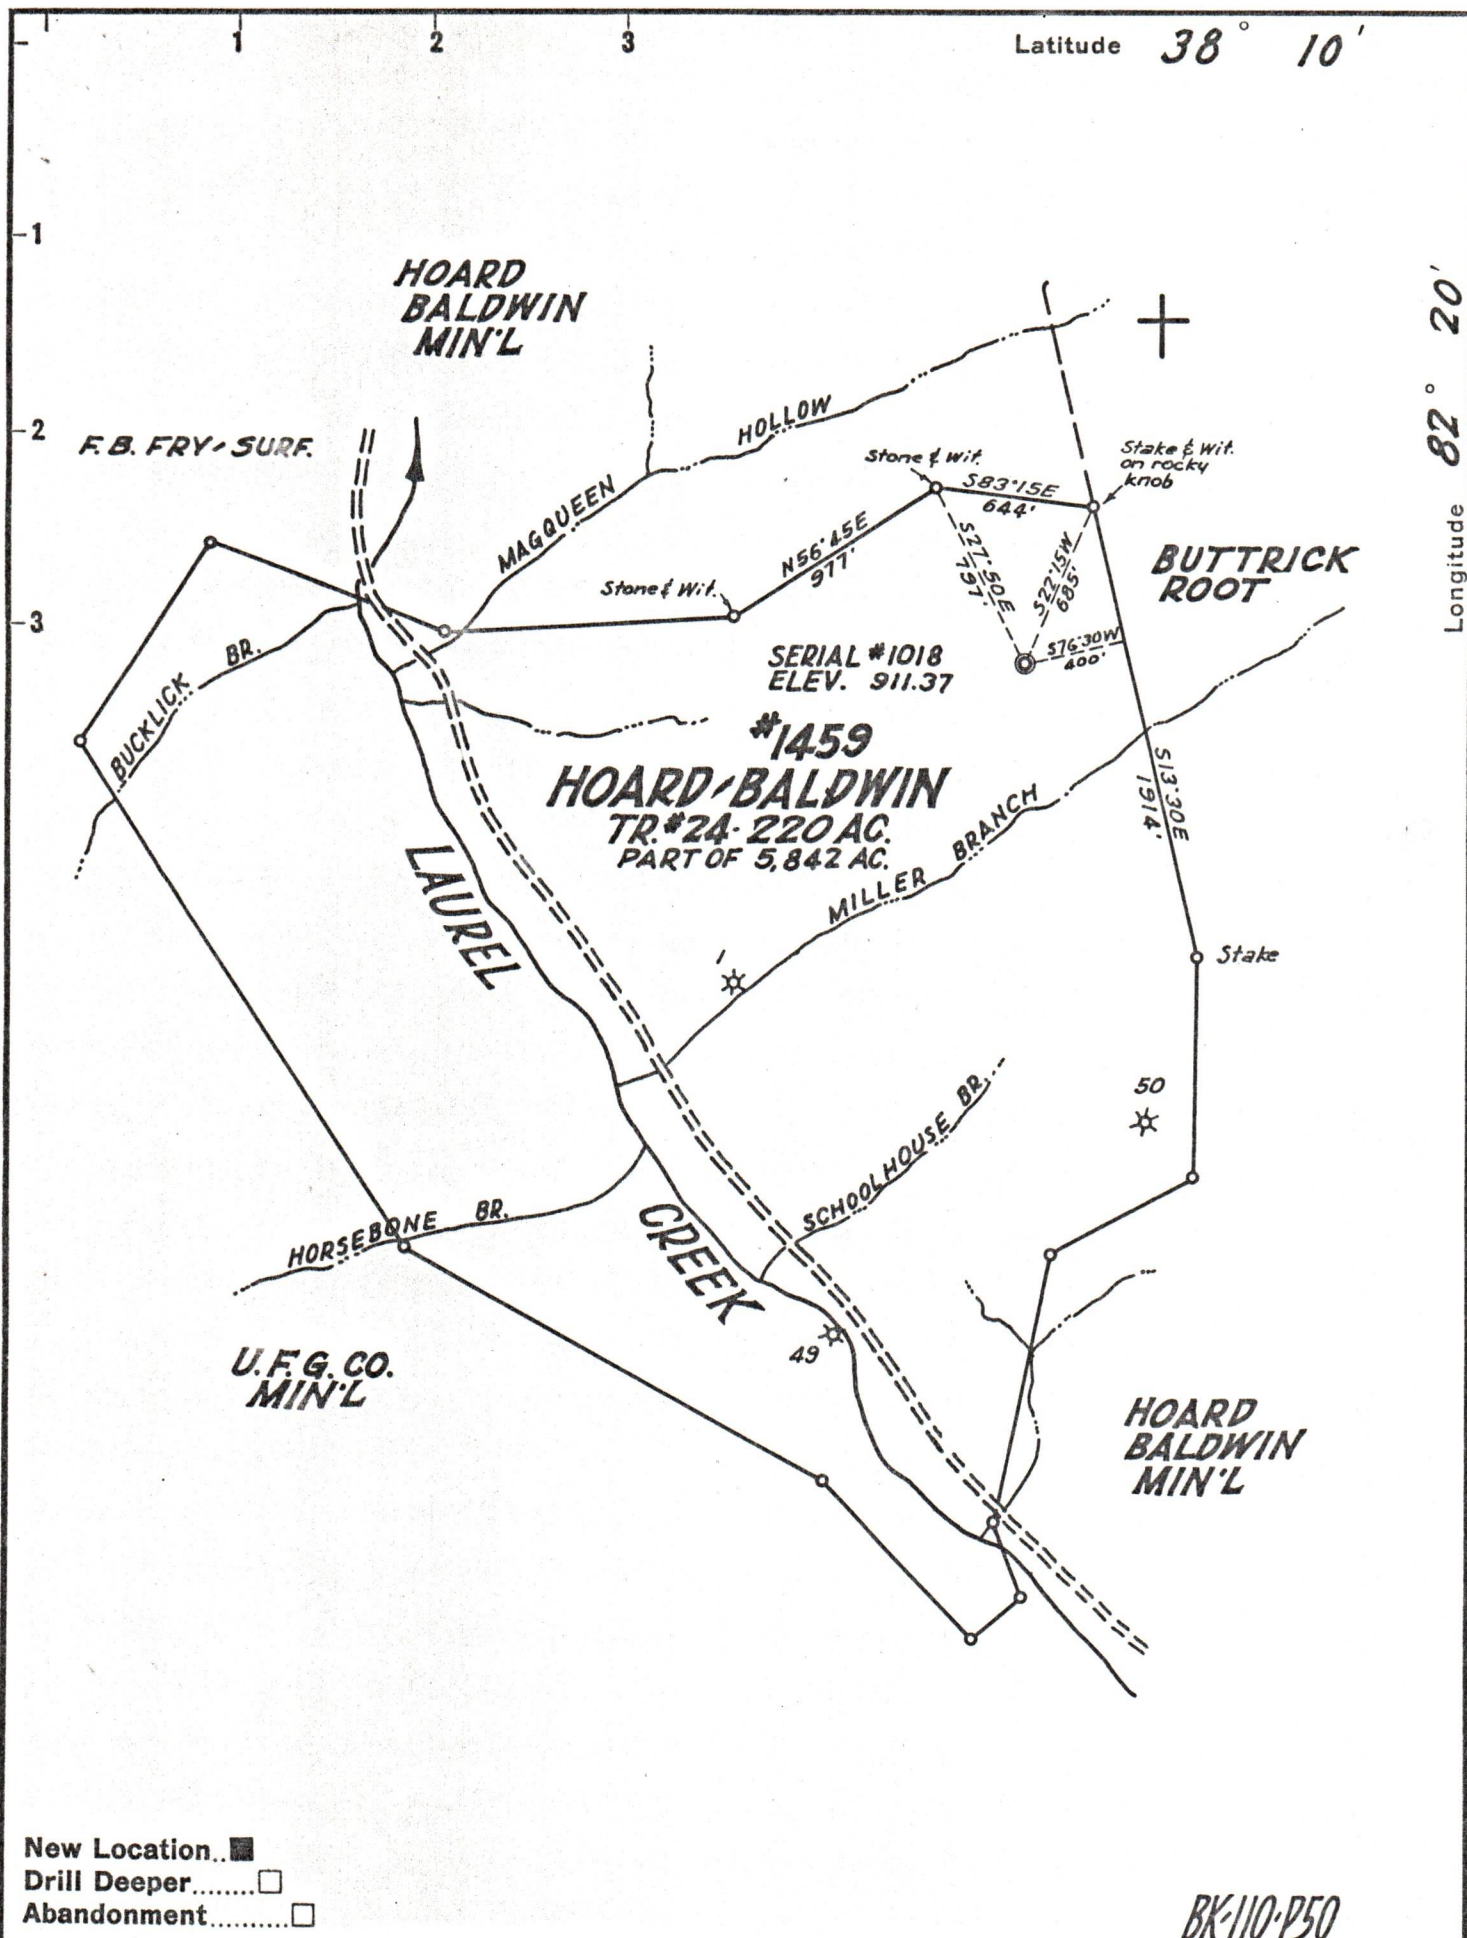 1 2 3 Latitude 38° 10'
-1
82° 20'
Longitude
HOARD
BALDWIN
MIN'L
-2
F.B. FRY-SURF.
MAGQUEEN HOLLOW
Stone & Wit.
S83°15E
644'
Stake & Wit.
on rocky
knob
N56°45E
977'
S27°50E
797'
S22°15W
685'
BUTTRICK
ROOT
Stone & Wit.
-3
S76°30W
400'
BUCKLICK BR.
SERIAL #1018
ELEV. 911.37
#1459
HOARD-BALDWIN
TR.#24-220 AC.
PART OF 5,842 AC.
S13°30E
1914'
MILLER BRANCH
LAUREL
CREEK
1
Stake
50
SCHOOLHOUSE BR.
HORSEBONE BR.
49
U.F.G. CO.
MIN'L
HOARD
BALDWIN
MIN'L
New Location..■
Drill Deeper........□
Abandonment..........□
BK-110-P50